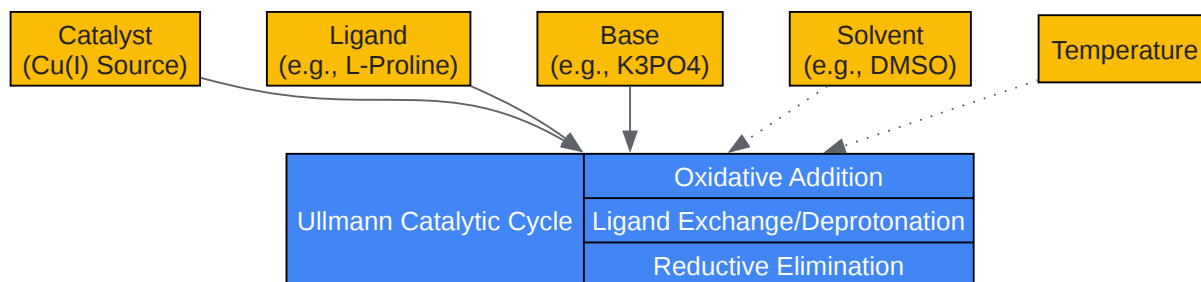 Catalyst
(Cu(I) Source)
Ligand
(e.g., L-Proline)
Base
(e.g., K3PO4)
Solvent
(e.g., DMSO)
Temperature
Ullmann Catalytic Cycle
Oxidative Addition
Ligand Exchange/Deprotonation
Reductive Elimination